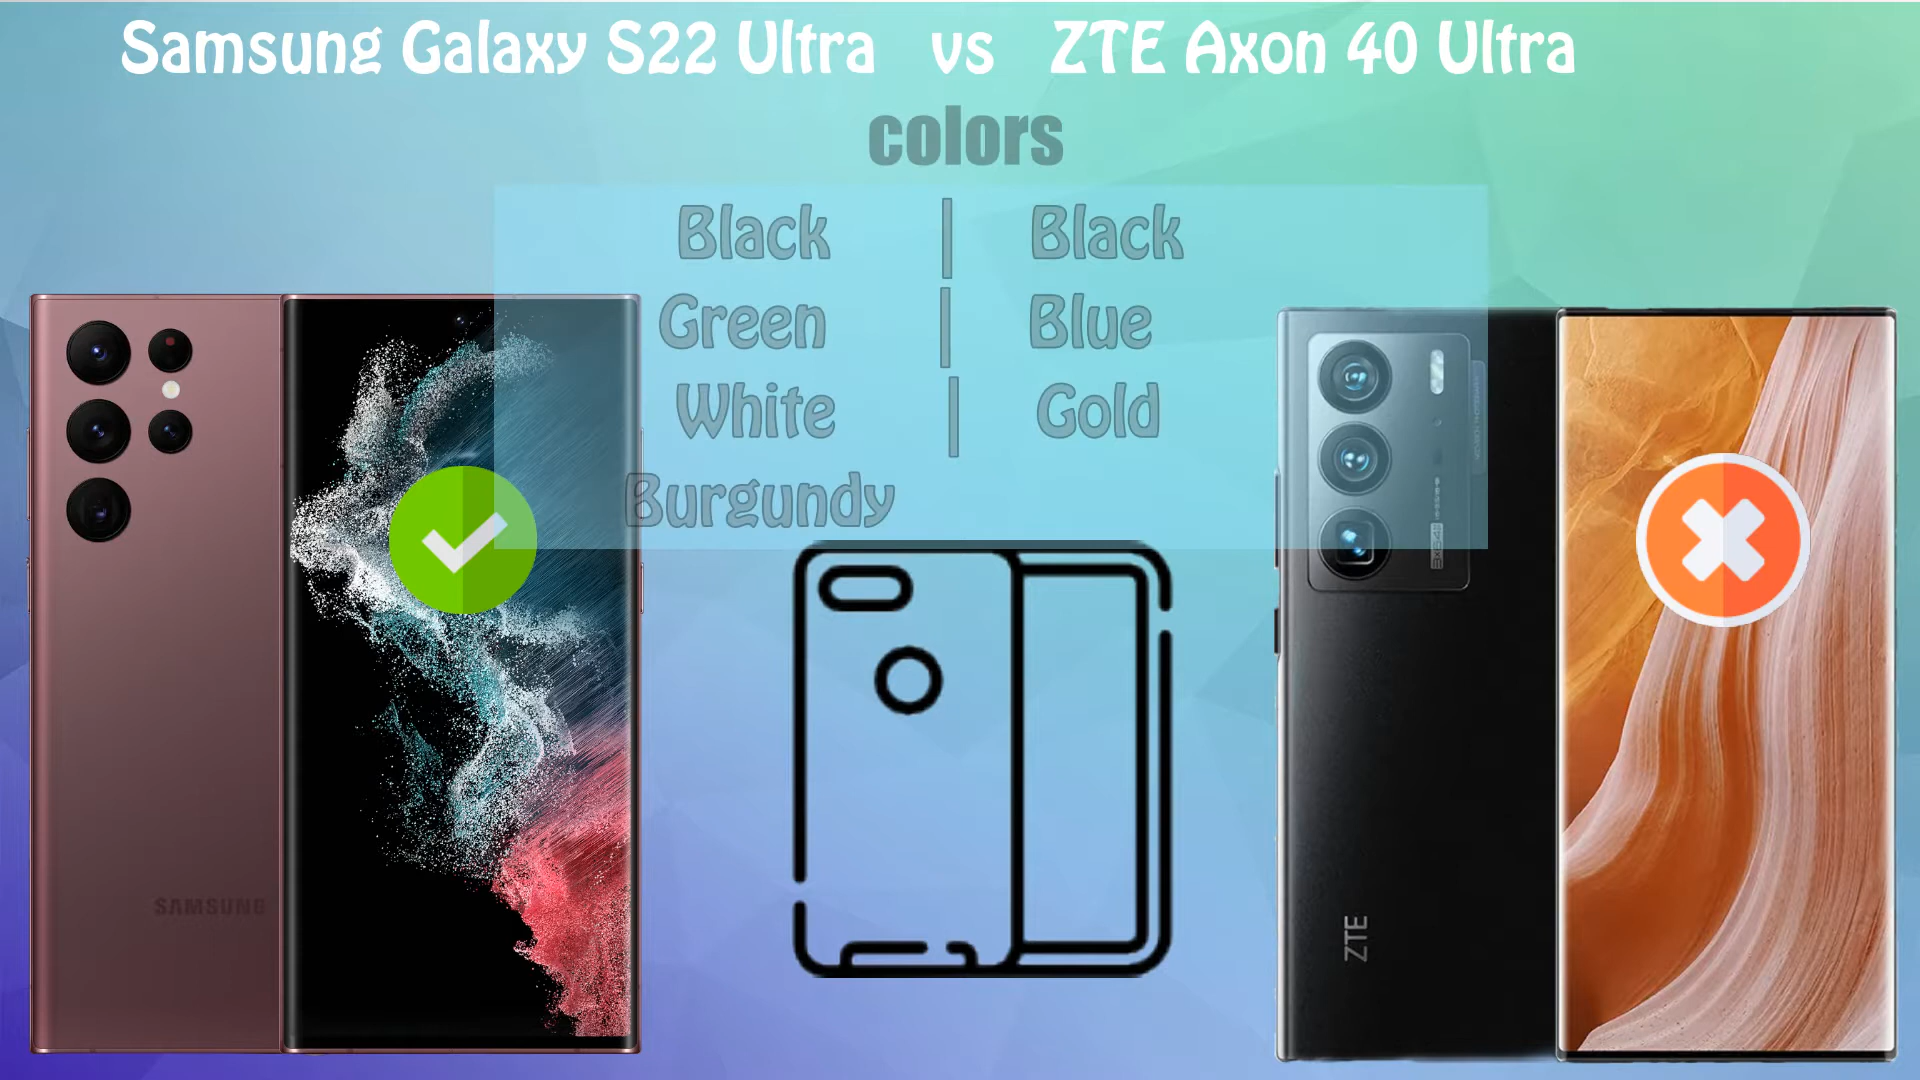 Samsung Galaxy S22 Ultra vs ZTE Axon 40 Ultra
colors
Black | Black
Green | Blue
White | Gold
Burgundy
SAMSUNG
ZTE